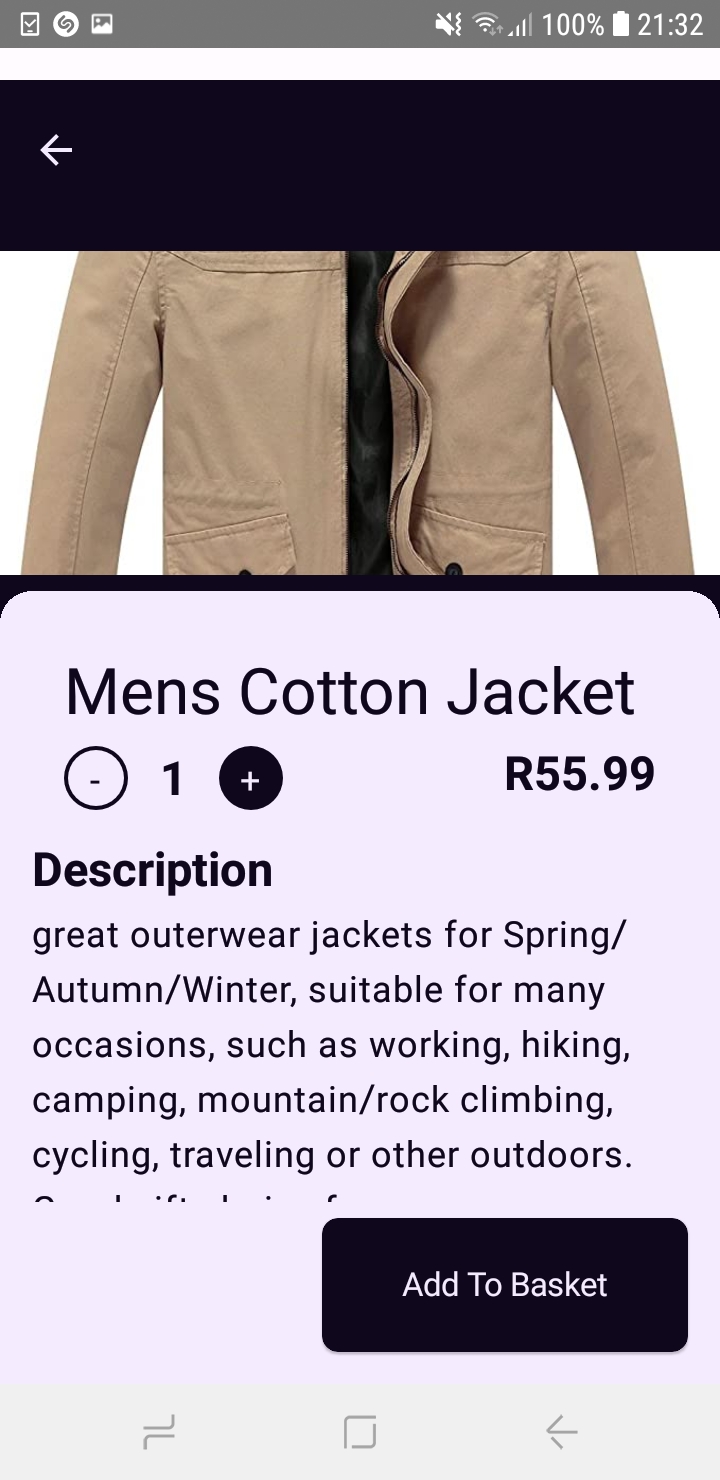 100% 21:32
Mens Cotton Jacket
- 1 + R55.99
Description
great outerwear jackets for Spring/
Autumn/Winter, suitable for many
occasions, such as working, hiking,
camping, mountain/rock climbing,
cycling, traveling or other outdoors.
Add To Basket